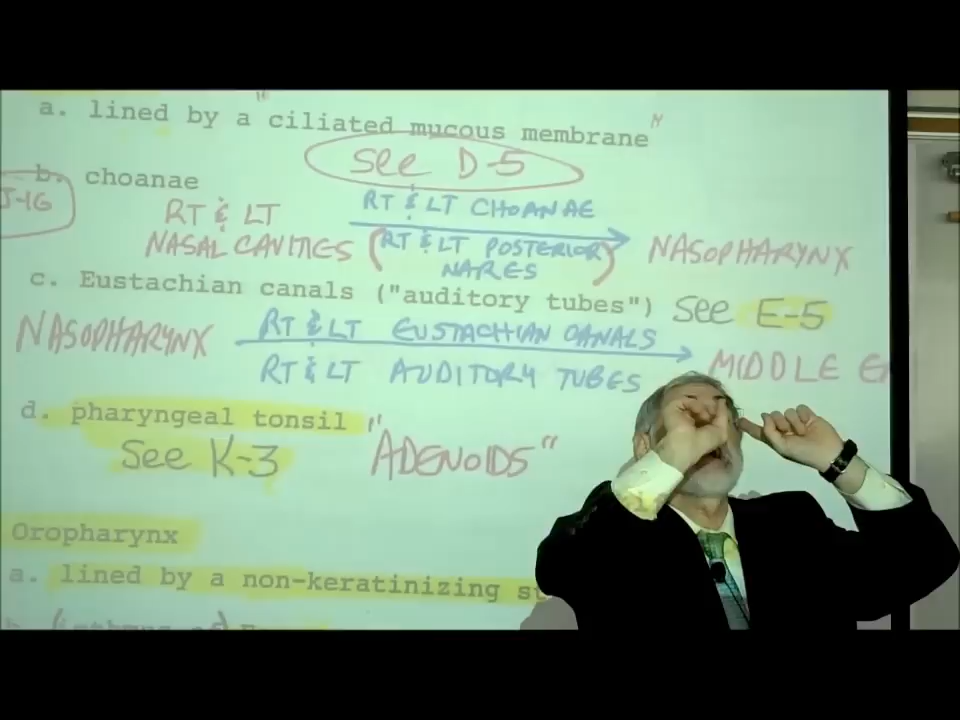 a. lined by a "ciliated mucous membrane"
See D-5
b. choanae
J-16
RT & LT CHOANAE
RT & LT
NASAL CAVITIES (RT & LT POSTERIOR NARES) NASOPHARYNX
c. Eustachian canals ("auditory tubes") See E-5
NASOPHARYNX RT & LT EUSTACHIAN CANALS
RT & LT AUDITORY TUBES MIDDLE
d. pharyngeal tonsil "ADENOIDS"
See K-3
Oropharynx
a. lined by a non-keratinizing